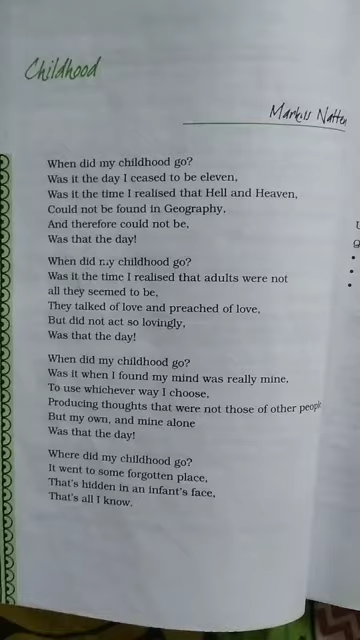 Childhood
Markus Natten
When did my childhood go?
Was it the day I ceased to be eleven,
Was it the time I realised that Hell and Heaven,
Could not be found in Geography,
And therefore could not be,
Was that the day!
When did my childhood go?
Was it the time I realised that adults were not
all they seemed to be,
They talked of love and preached of love,
But did not act so lovingly,
Was that the day!
When did my childhood go?
Was it when I found my mind was really mine,
To use whichever way I choose,
Producing thoughts that were not those of other people
But my own, and mine alone
Was that the day!
Where did my childhood go?
It went to some forgotten place,
That's hidden in an infant's face,
That's all I know.